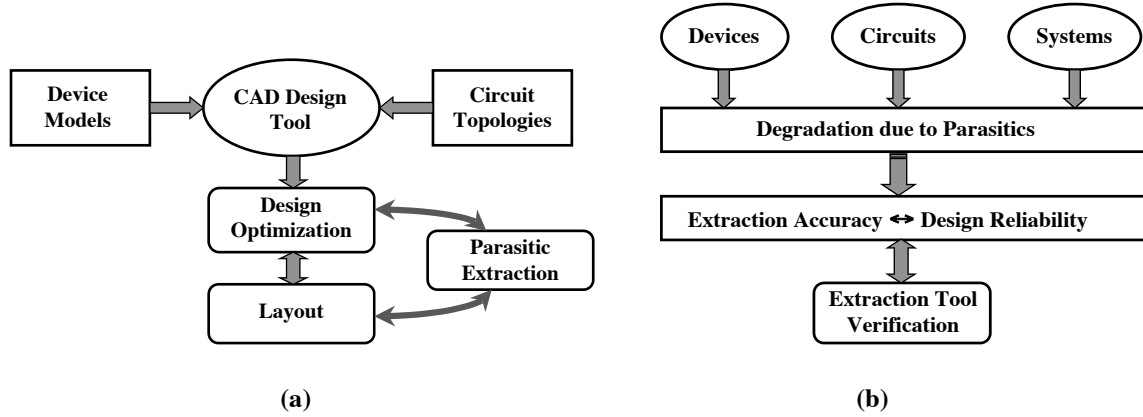 Device
Models
CAD Design
Tool
Circuit
Topologies
Design
Optimization
Parasitic
Extraction
Layout
(a)
Devices
Circuits
Systems
Degradation due to Parasitics
Extraction Accuracy ↔ Design Reliability
Extraction Tool
Verification
(b)